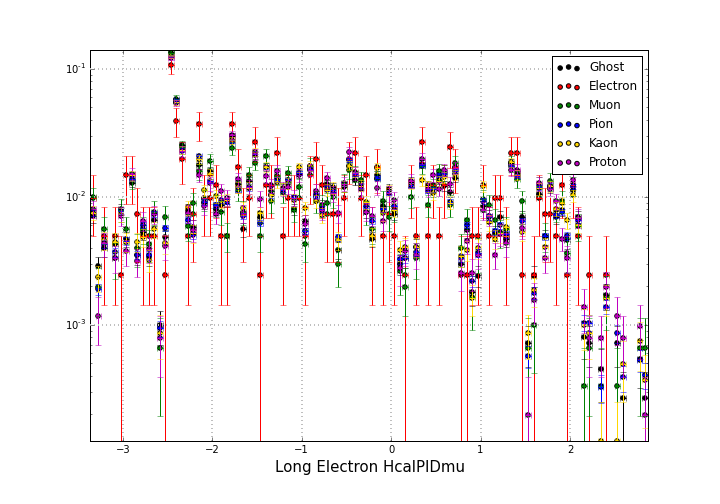 10⁻¹
10⁻²
10⁻³
−3 −2 −1 0 1 2
Long Electron HcalPIDmu
Ghost
Electron
Muon
Pion
Kaon
Proton